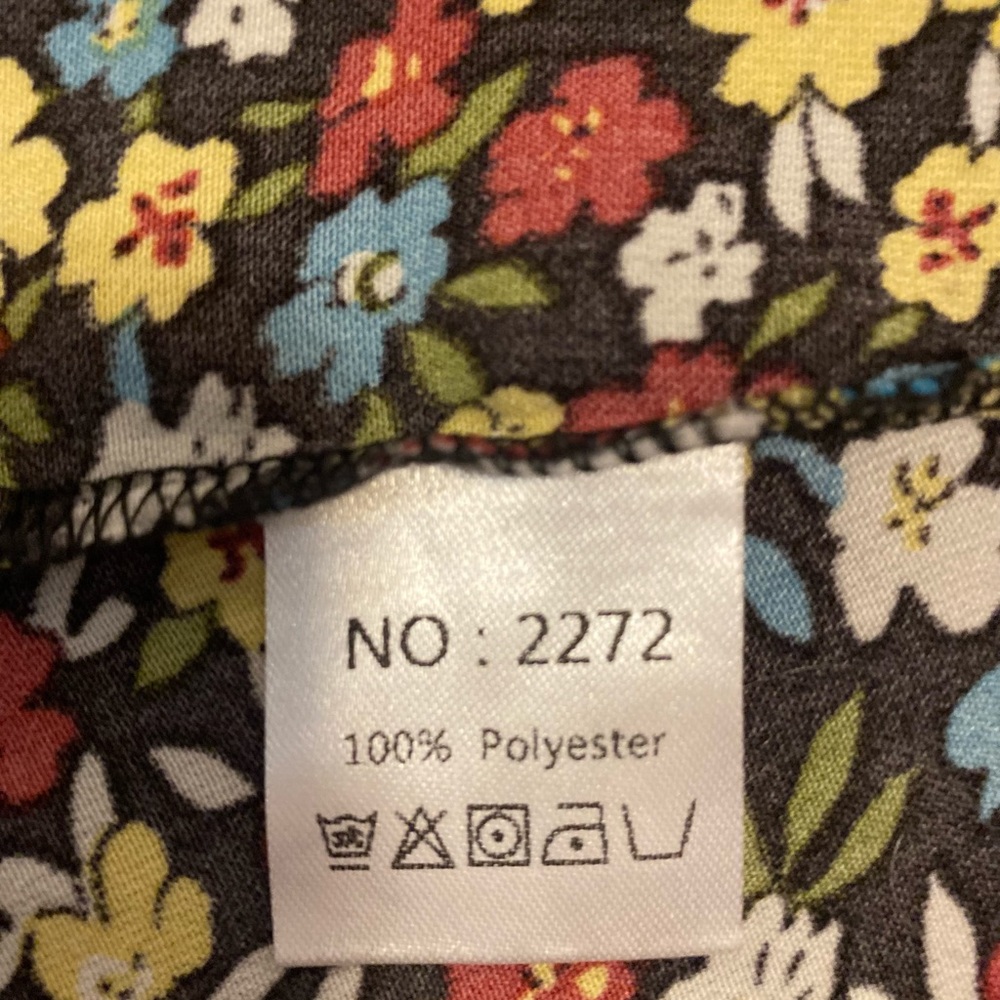 NO : 2272
100% Polyester